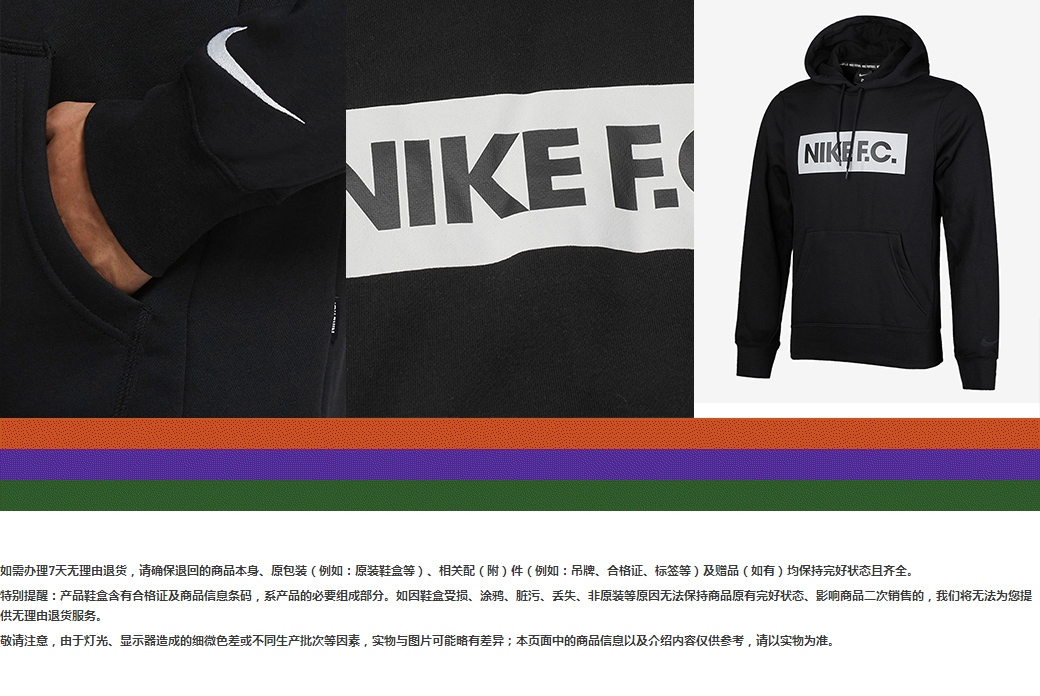 NIKE F.C
NIKE F.C.
如需办理7天无理由退货，请确保退回的商品本身、原包装（例如：原装鞋盒等）、相关配（附）件（例如：吊牌、合格证、标签等）及赠品（如有）均保持完好状态且齐全。
特别提醒：产品鞋盒含有合格证及商品信息条码，系产品的必要组成部分。如因鞋盒受损、涂鸦、脏污、丢失、非原装等原因无法保持商品原有完好状态、影响商品二次销售的，我们将无法为您提
供无理由退货服务。
敬请注意，由于灯光、显示器造成的细微色差或不同生产批次等因素，实物与图片可能略有差异；本页面中的商品信息以及介绍内容仅供参考，请以实物为准。